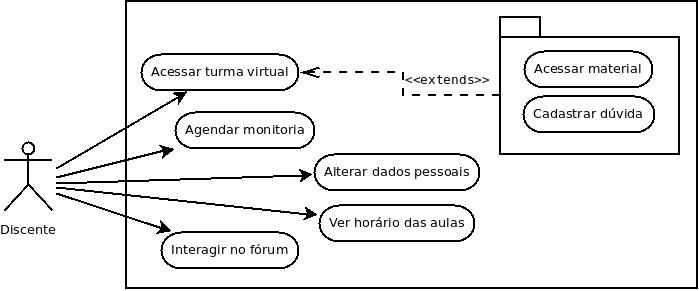 Acessar turma virtual
<<extends>>
Acessar material
Cadastrar dúvida
Agendar monitoria
Alterar dados pessoais
Discente
Ver horário das aulas
Interagir no fórum